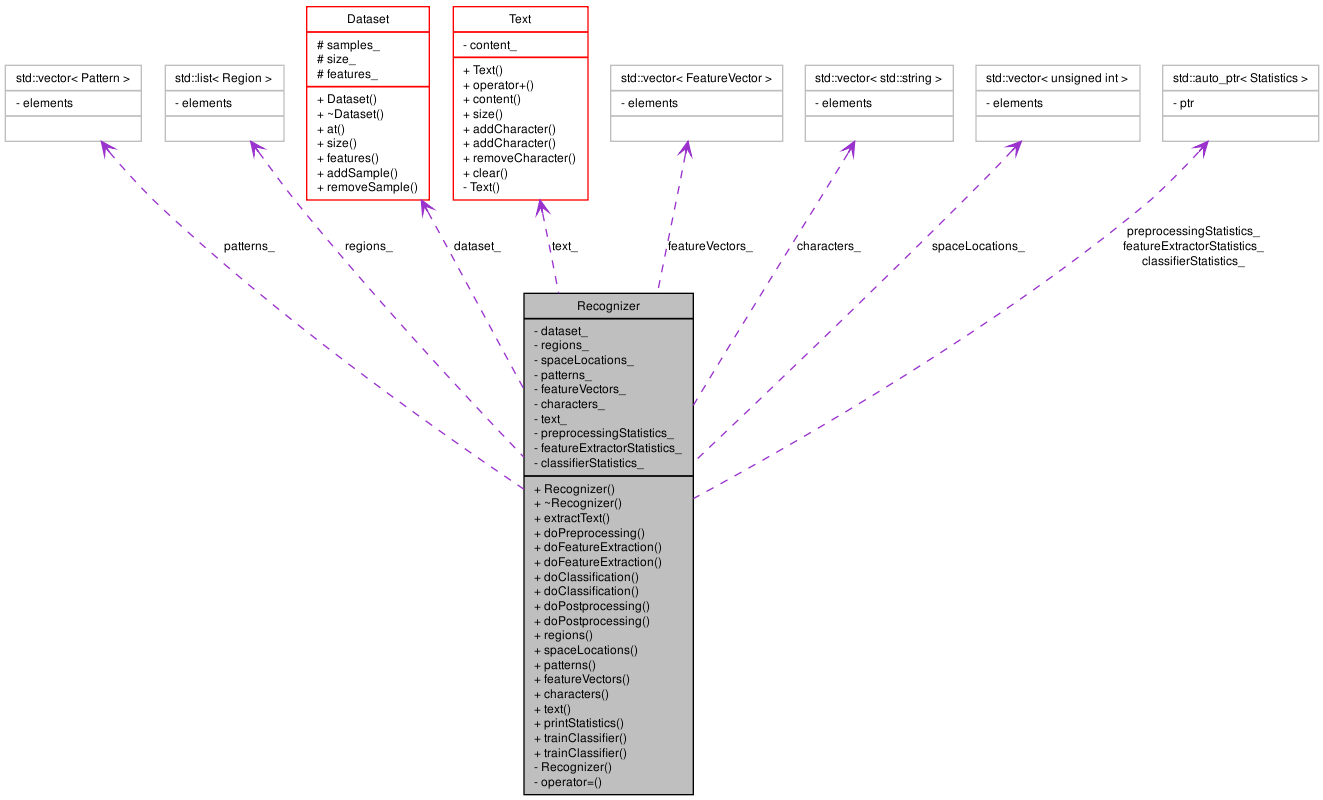 Dataset
# samples_
# size_
# features_
+ Dataset()
+ ~Dataset()
+ at()
+ size()
+ features()
+ addSample()
+ removeSample()
Text
- content_
+ Text()
+ operator+()
+ content()
+ size()
+ addCharacter()
+ addCharacter()
+ removeCharacter()
+ clear()
- Text()
std::vector< Pattern >
- elements
std::list< Region >
- elements
std::vector< FeatureVector >
- elements
std::vector< std::string >
- elements
std::vector< unsigned int >
- elements
std::auto_ptr< Statistics >
- ptr
patterns_
regions_
dataset_
text_
featureVectors_
characters_
spaceLocations_
preprocessingStatistics_
featureExtractorStatistics_
classifierStatistics_
Recognizer
- dataset_
- regions_
- spaceLocations_
- patterns_
- featureVectors_
- characters_
- text_
- preprocessingStatistics_
- featureExtractorStatistics_
- classifierStatistics_
+ Recognizer()
+ ~Recognizer()
+ extractText()
+ doPreprocessing()
+ doFeatureExtraction()
+ doFeatureExtraction()
+ doClassification()
+ doClassification()
+ doPostprocessing()
+ doPostprocessing()
+ regions()
+ spaceLocations()
+ patterns()
+ featureVectors()
+ characters()
+ text()
+ printStatistics()
+ trainClassifier()
+ trainClassifier()
- Recognizer()
- operator=()